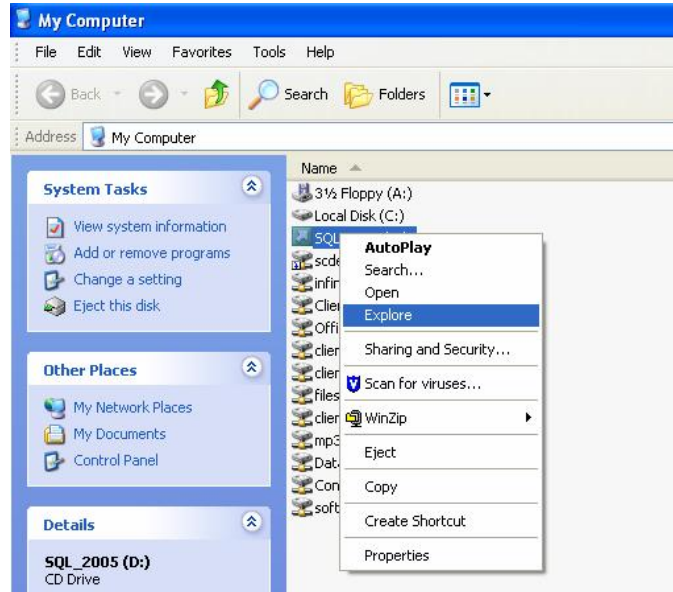 My Computer
File Edit View Favorites Tools Help
Back Search Folders
Address My Computer
System Tasks
View system information
Add or remove programs
Change a setting
Eject this disk
Other Places
My Network Places
My Documents
Control Panel
Details
SQL_2005 (D:)
CD Drive
Name
3½ Floppy (A:)
Local Disk (C:)
AutoPlay
Search...
Open
Explore
Sharing and Security...
Scan for viruses...
WinZip
Eject
Copy
Create Shortcut
Properties